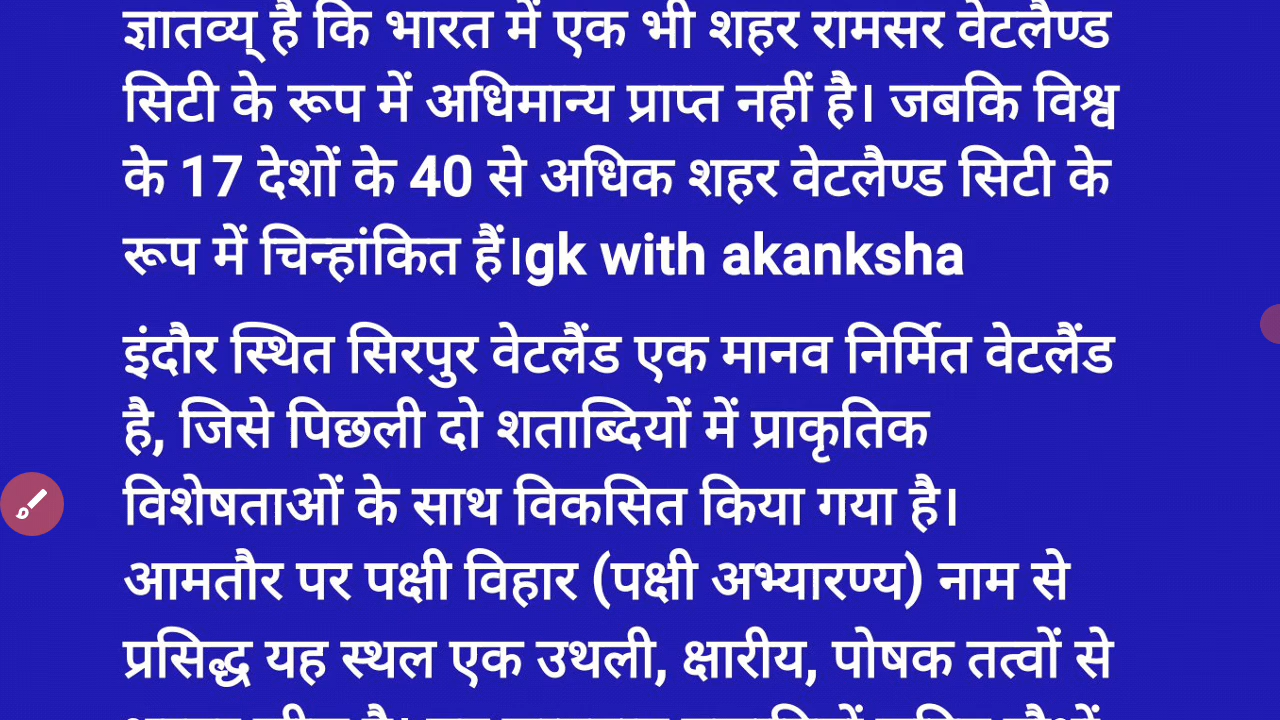 ज्ञातव्य् है कि भारत में एक भी शहर रामसर वेटलैण्ड
सिटी के रूप में अधिमान्य प्राप्त नहीं है। जबकि विश्व
के 17 देशों के 40 से अधिक शहर वेटलैण्ड सिटी के
रूप में चिन्हांकित हैं।gk with akanksha
इंदौर स्थित सिरपुर वेटलैंड एक मानव निर्मित वेटलैंड
है, जिसे पिछली दो शताब्दियों में प्राकृतिक
विशेषताओं के साथ विकसित किया गया है।
आमतौर पर पक्षी विहार (पक्षी अभ्यारण्य) नाम से
प्रसिद्ध यह स्थल एक उथली, क्षारीय, पोषक तत्वों से